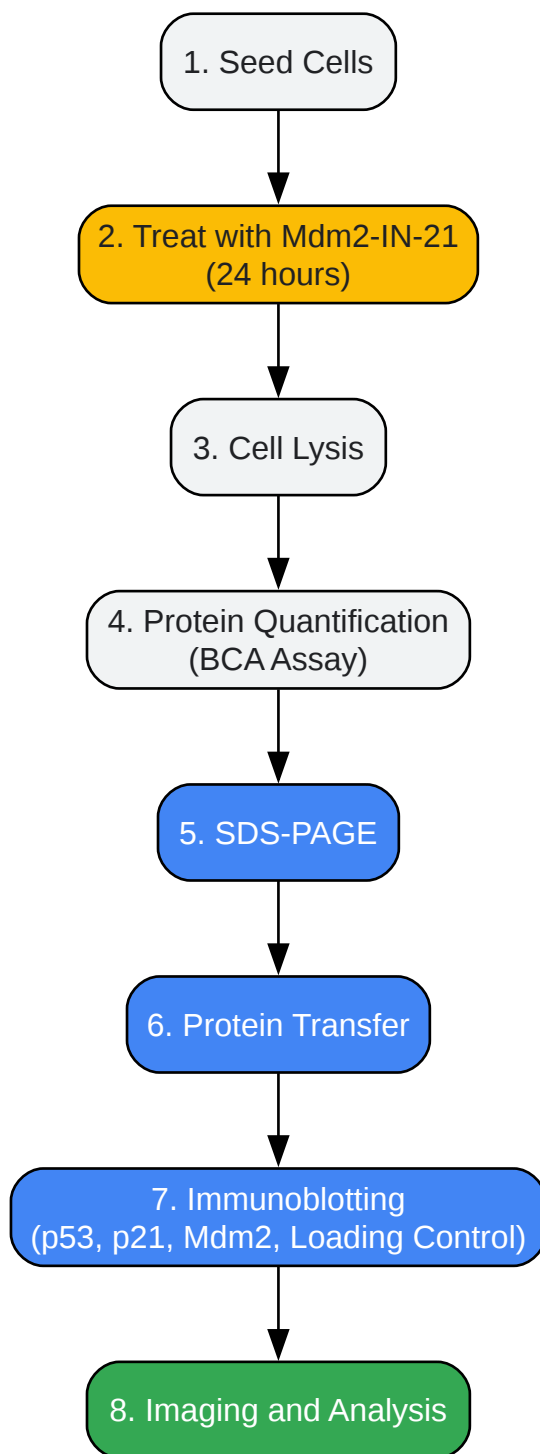 1. Seed Cells
2. Treat with Mdm2-IN-21
(24 hours)
3. Cell Lysis
4. Protein Quantification
(BCA Assay)
5. SDS-PAGE
6. Protein Transfer
7. Immunoblotting
(p53, p21, Mdm2, Loading Control)
8. Imaging and Analysis